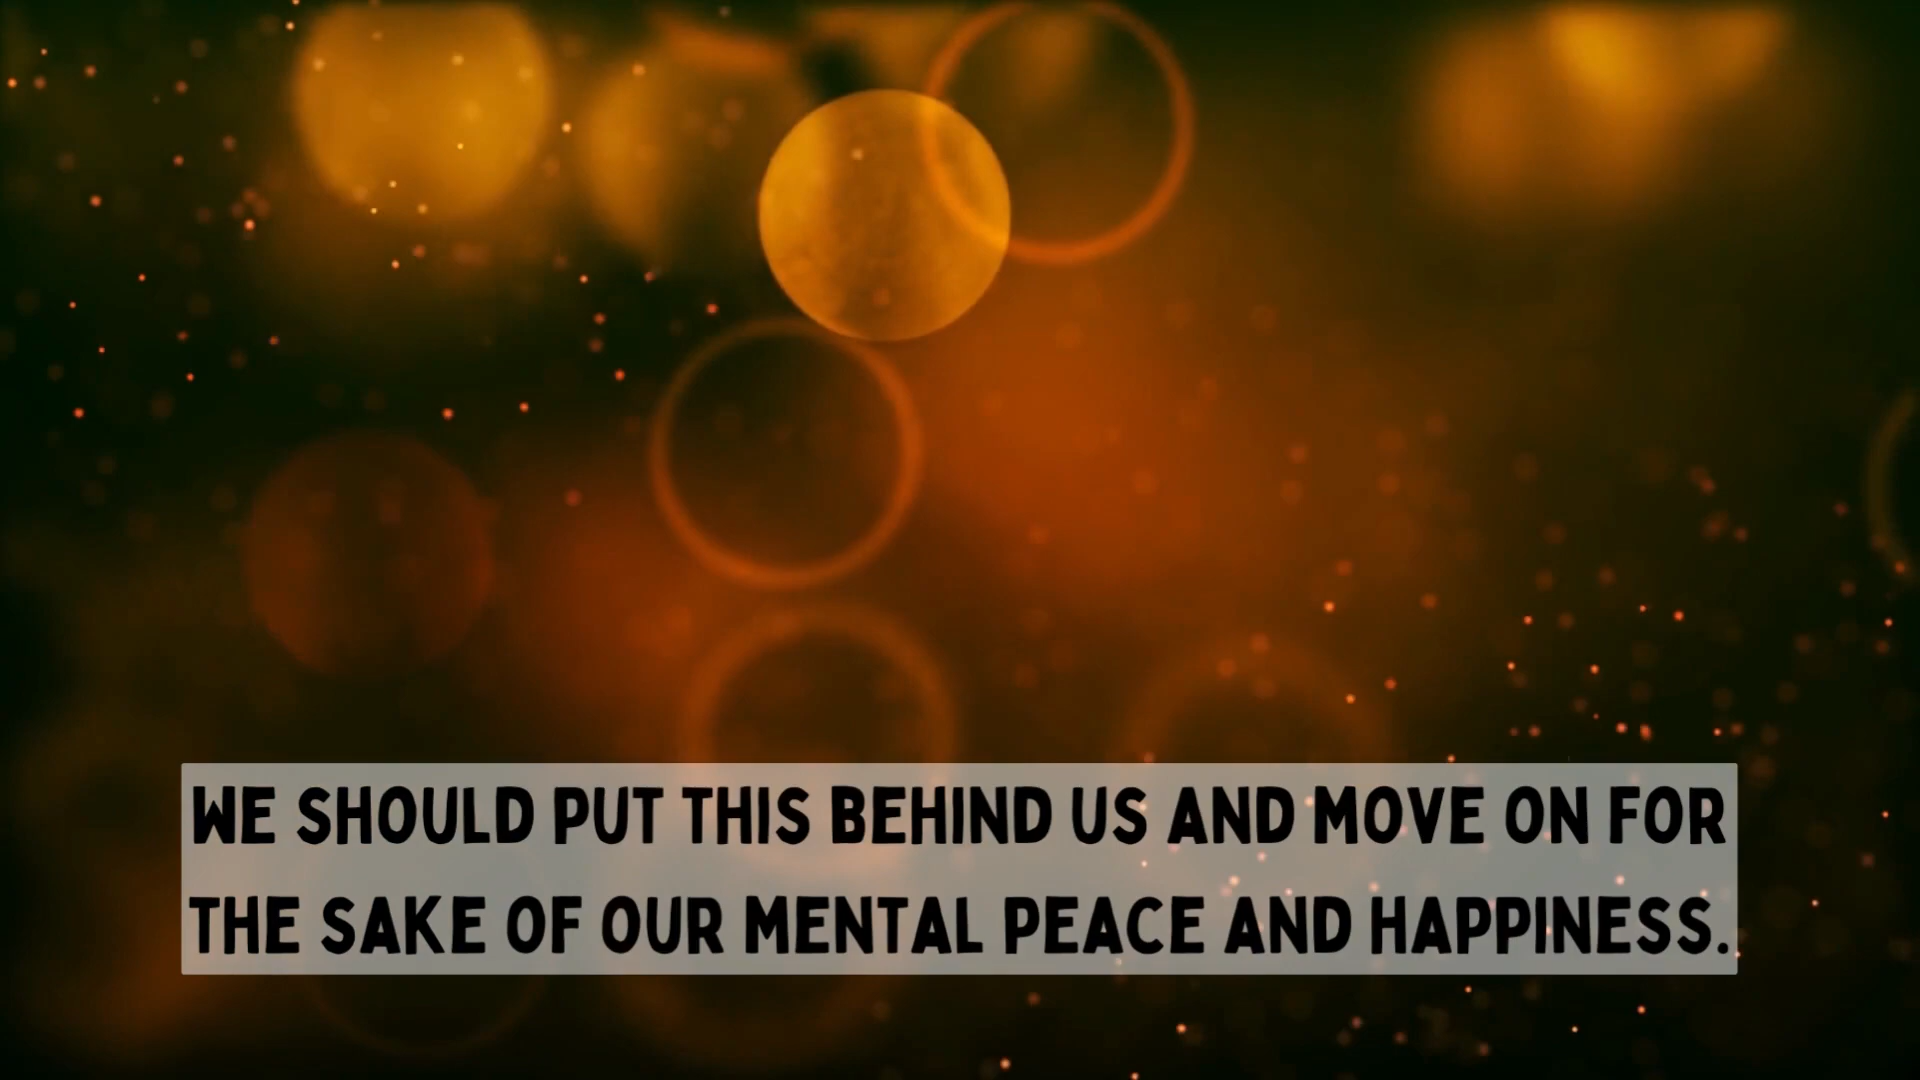 WE SHOULD PUT THIS BEHIND US AND MOVE ON FOR
THE SAKE OF OUR MENTAL PEACE AND HAPPINESS.